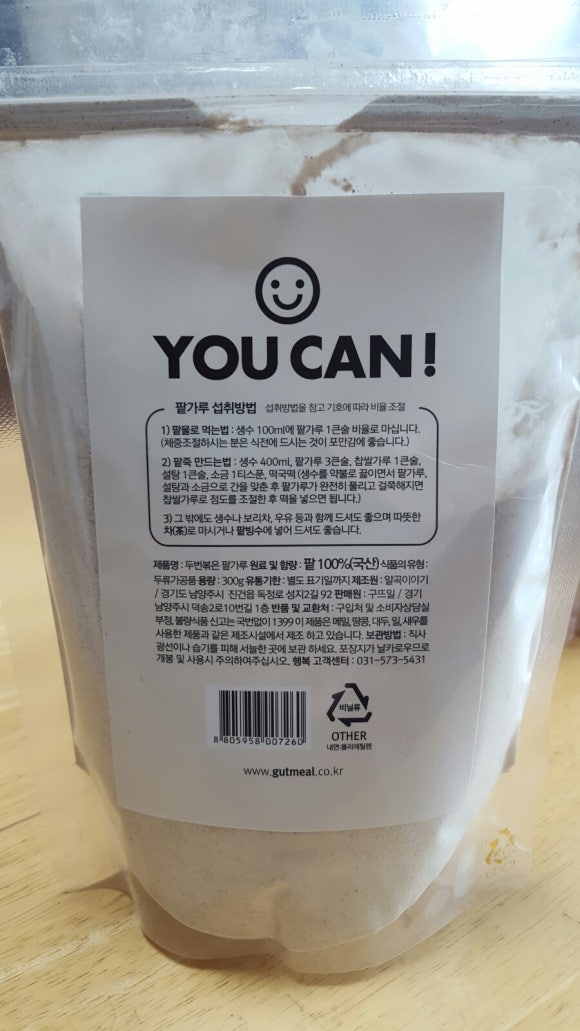 YOU CAN!
팥가루 섭취방법 섭취방법을 참고 기호에 따라 비율 조절
1) 팥물로 먹는법 : 생수 100ml에 팥가루 1큰술 비율로 마십니다.
(체중조절하시는 분은 식전에 드시는 것이 포만감에 좋습니다.)
2) 팥죽 만드는법 : 생수 400ml, 팥가루 3큰술, 찹쌀가루 1큰술,
설탕 1큰술, 소금 1티스푼, 떡국떡 (생수를 약불로 끓이면서 팥가루,
설탕과 소금으로 간을 맞춘 후 팥가루가 완전히 풀리고 걸쭉해지면
찹쌀가루로 점도를 조절한 후 떡을 넣으면 됩니다.)
3) 그 밖에도 생수나 보리차, 우유 등과 함께 드셔도 좋으며 따뜻한
차(茶)로 마시거나 팥빙수에 넣어 드셔도 좋습니다.
제품명 : 두번볶은 팥가루 원료 및 함량 : 팥 100%(국산) 식품의 유형 :
두류가공품 용량 : 300g 유통기한 : 별도 표기일까지 제조원 : 알곡이야기
/ 경기도 남양주시 진건읍 독정로 성지2길 92 판매원 : 구뜨밀 / 경기
남양주시 덕송2로10번길 1층 반품 및 교환처 : 구입처 및 소비자상담실
부정, 불량식품 신고는 국번없이 1399 이 제품은 메밀, 땅콩, 대두, 밀, 새우를
사용한 제품과 같은 제조시설에서 제조 하고 있습니다. 보관방법 : 직사
광선이나 습기를 피해 서늘한 곳에 보관 하세요. 포장지가 날카로우므로
개봉 및 사용시 주의하여주십시오. 행복 고객센터 : 031-573-5431
비닐류
OTHER
내면:폴리에틸렌
8 805958 007260
www.gutmeal.co.kr
OTHER